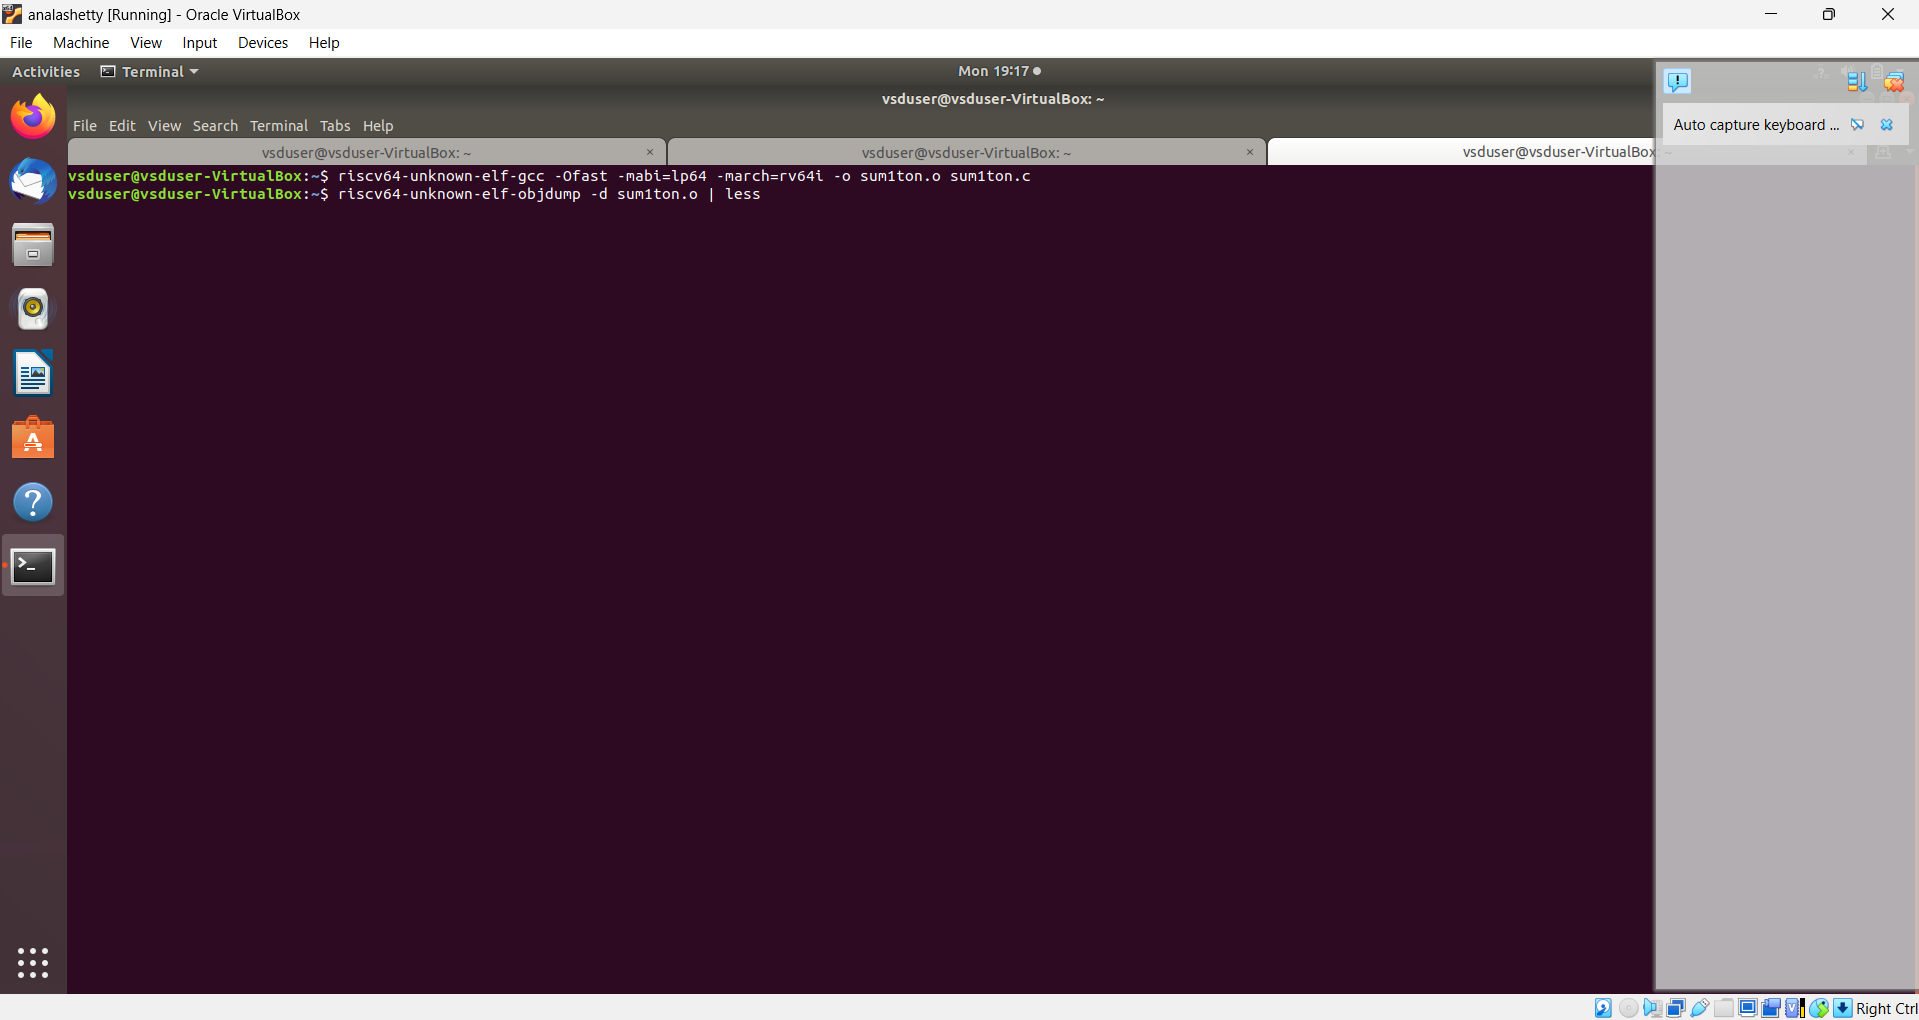 analashetty [Running] - Oracle VirtualBox
File Machine View Input Devices Help
Activities Terminal Mon 19:17
vsduser@vsduser-VirtualBox: ~
File Edit View Search Terminal Tabs Help
Auto capture keyboard ...
vsduser@vsduser-VirtualBox: ~ × vsduser@vsduser-VirtualBox: ~ × vsduser@vsduser-VirtualBox: ~ ×
vsduser@vsduser-VirtualBox:~$ riscv64-unknown-elf-gcc -Ofast -mabi=lp64 -march=rv64i -o sum1ton.o sum1ton.c
vsduser@vsduser-VirtualBox:~$ riscv64-unknown-elf-objdump -d sum1ton.o | less
Right Ctrl